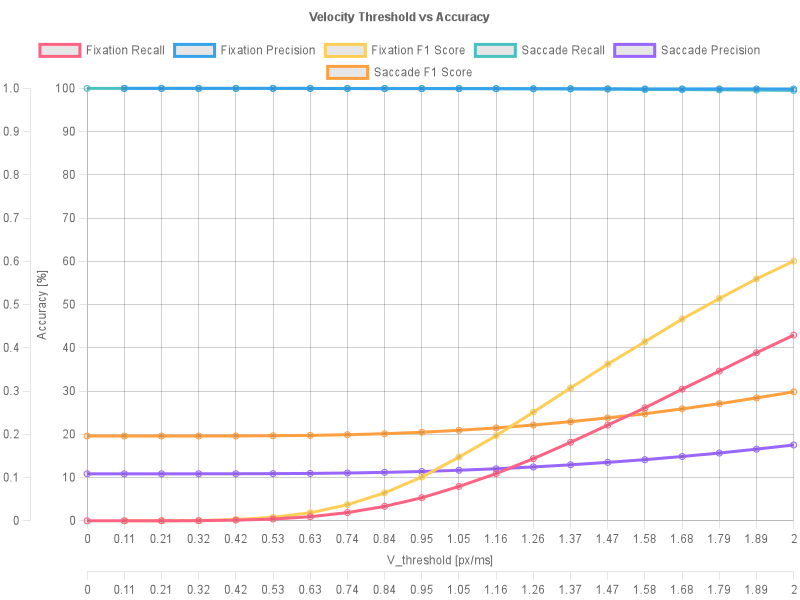 Velocity Threshold vs Accuracy
Fixation Recall Fixation Precision Fixation F1 Score Saccade Recall Saccade Precision
Saccade F1 Score
1.0 100
0.9 90
0.8 80
0.7 70
0.6 60
0.5 50
0.4 40
0.3 30
0.2 20
0.1 10
0 0
Accuracy [%]
0 0.11 0.21 0.32 0.42 0.53 0.63 0.74 0.84 0.95 1.05 1.16 1.26 1.37 1.47 1.58 1.68 1.79 1.89 2
V_threshold [px/ms]
0 0.11 0.21 0.32 0.42 0.53 0.63 0.74 0.84 0.95 1.05 1.16 1.26 1.37 1.47 1.58 1.68 1.79 1.89 2